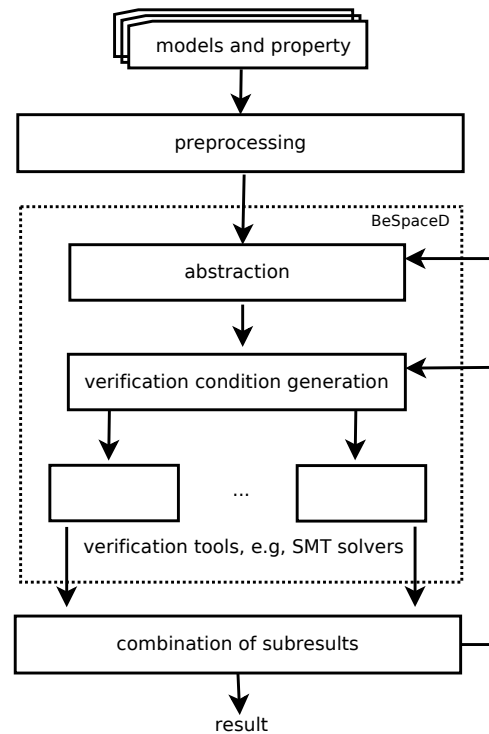 models and property
preprocessing
BeSpaceD
abstraction
verification condition generation
...
verification tools, e.g, SMT solvers
combination of subresults
result